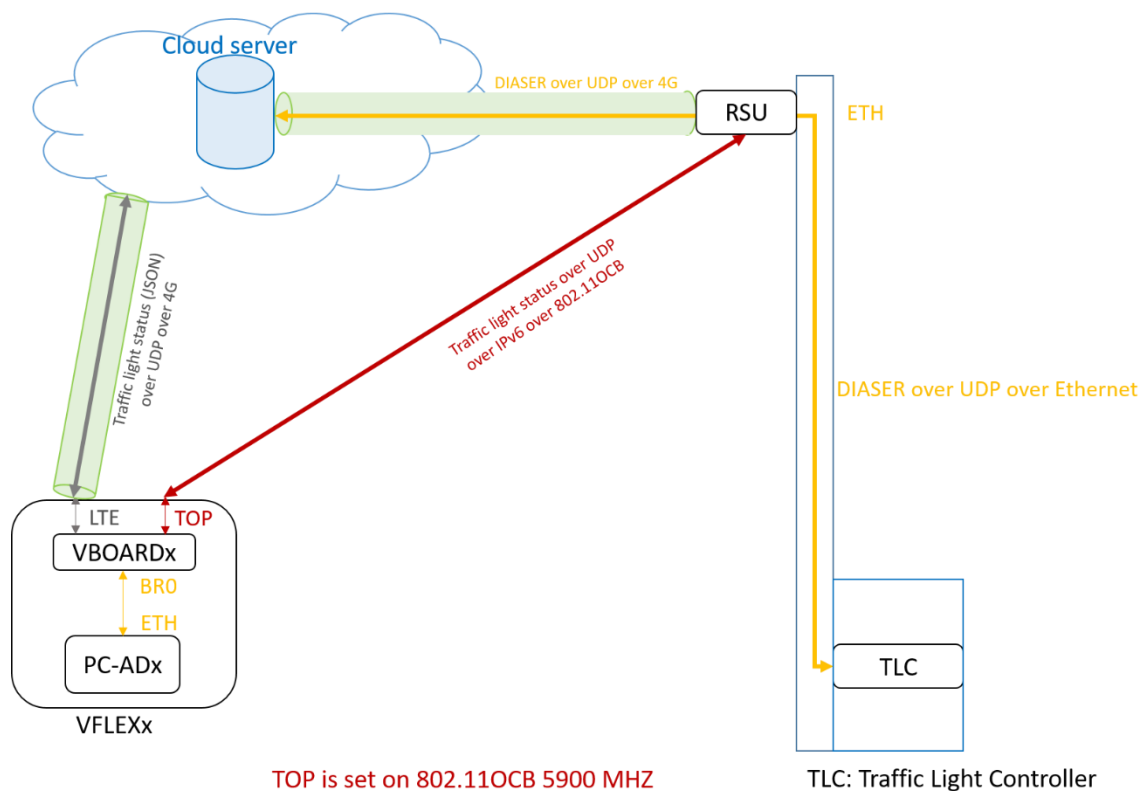 Cloud server
DIASER over UDP over 4G
RSU
ETH
Traffic light status (JSON)
over UDP over 4G
Traffic light status over UDP
over IPv6 over 802.11OCB
DIASER over UDP over Ethernet
LTE
TOP
VBOARDx
BR0
ETH
PC-ADx
VFLEXx
TLC
TOP is set on 802.11OCB 5900 MHZ
TLC: Traffic Light Controller